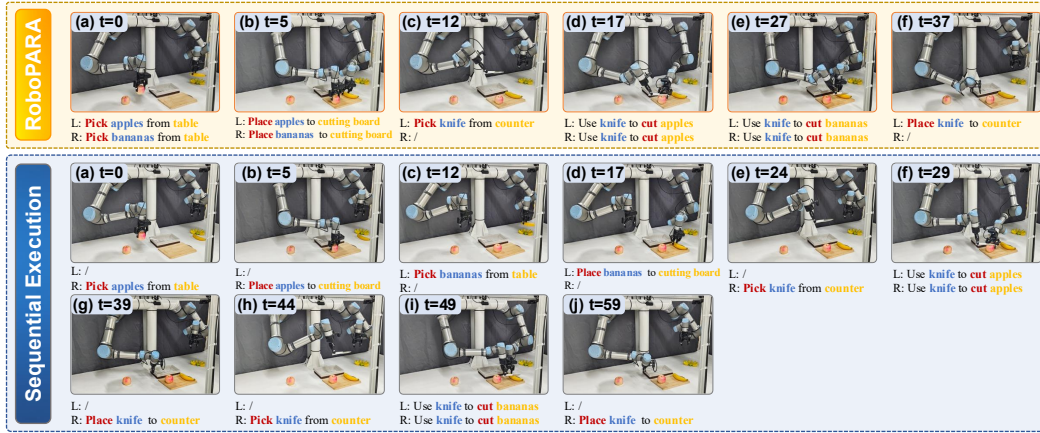 RoboPARA
(a) t=0
(b) t=5
(c) t=12
(d) t=17
(e) t=27
(f) t=37
L: Pick apples from table
R: Pick bananas from table
L: Place apples to cutting board
R: Place bananas to cutting board
L: Pick knife from counter
R: /
L: Use knife to cut apples
R: Use knife to cut apples
L: Use knife to cut bananas
R: Use knife to cut bananas
L: Place knife to counter
R: /
Sequential Execution
(a) t=0
(b) t=5
(c) t=12
(d) t=17
(e) t=24
(f) t=29
L: /
R: Pick apples from table
L: /
R: Place apples to cutting board
L: Pick bananas from table
R: /
L: Place bananas to cutting board
R: /
L: /
R: Pick knife from counter
L: Use knife to cut apples
R: Use knife to cut apples
(g) t=39
(h) t=44
(i) t=49
(j) t=59
L: /
R: Place knife to counter
L: /
R: Pick knife from counter
L: Use knife to cut bananas
R: Use knife to cut bananas
L: /
R: Place knife to counter